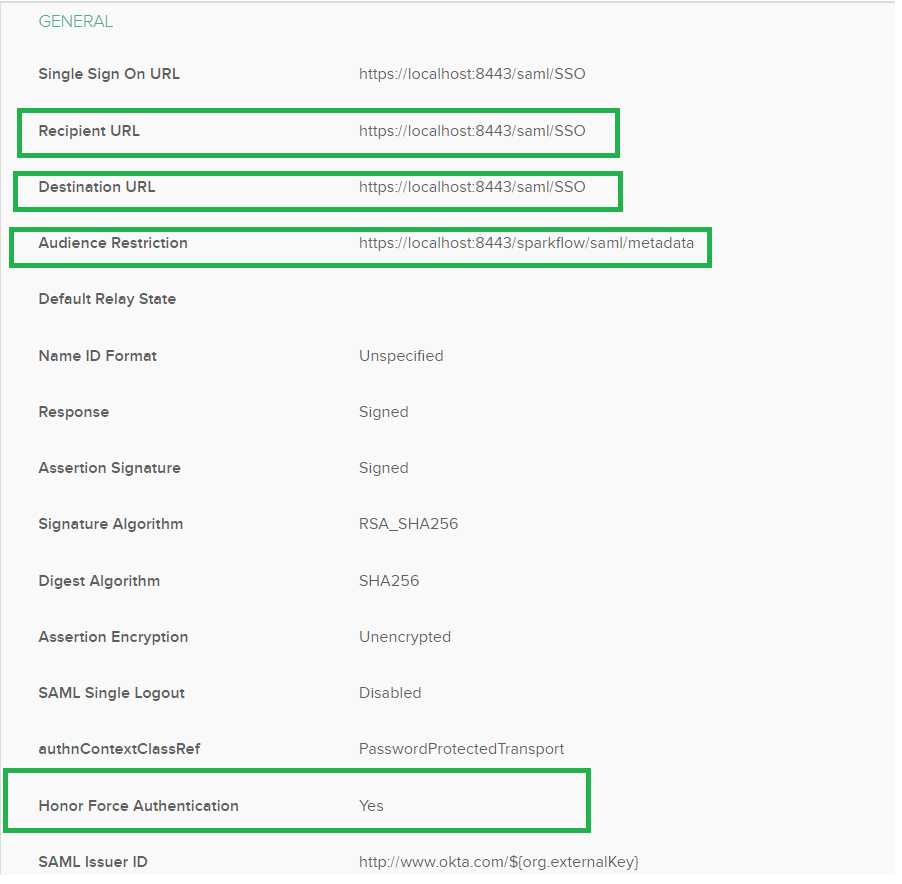 GENERAL
Single Sign On URL https://localhost:8443/saml/SSO
Recipient URL https://localhost:8443/saml/SSO
Destination URL https://localhost:8443/saml/SSO
Audience Restriction https://localhost:8443/sparkflow/saml/metadata
Default Relay State
Name ID Format Unspecified
Response Signed
Assertion Signature Signed
Signature Algorithm RSA_SHA256
Digest Algorithm SHA256
Assertion Encryption Unencrypted
SAML Single Logout Disabled
authnContextClassRef PasswordProtectedTransport
Honor Force Authentication Yes
SAML Issuer ID http://www.okta.com/${org.externalKey}